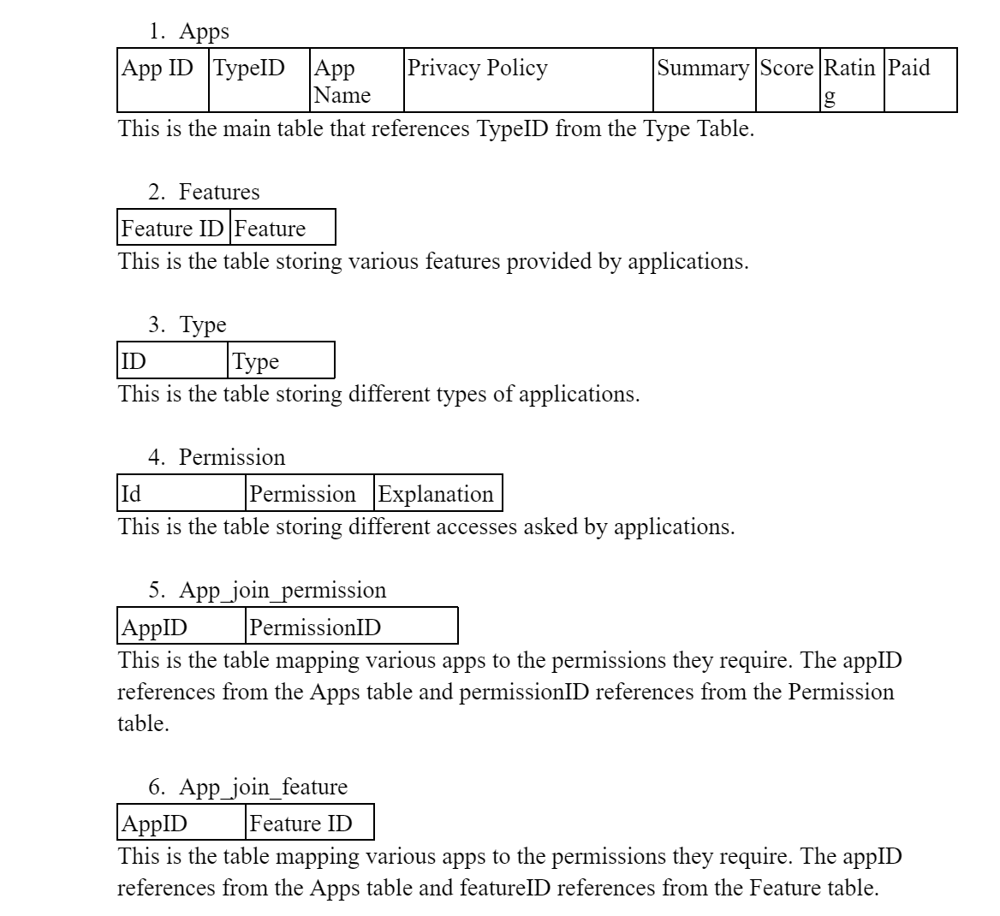 1. Apps
App ID TypeID App Name Privacy Policy Summary Score Rating Paid
This is the main table that references TypeID from the Type Table.
2. Features
Feature ID Feature
This is the table storing various features provided by applications.
3. Type
ID Type
This is the table storing different types of applications.
4. Permission
Id Permission Explanation
This is the table storing different accesses asked by applications.
5. App_join_permission
AppID PermissionID
This is the table mapping various apps to the permissions they require. The appID
references from the Apps table and permissionID references from the Permission
table.
6. App_join_feature
AppID Feature ID
This is the table mapping various apps to the permissions they require. The appID
references from the Apps table and featureID references from the Feature table.